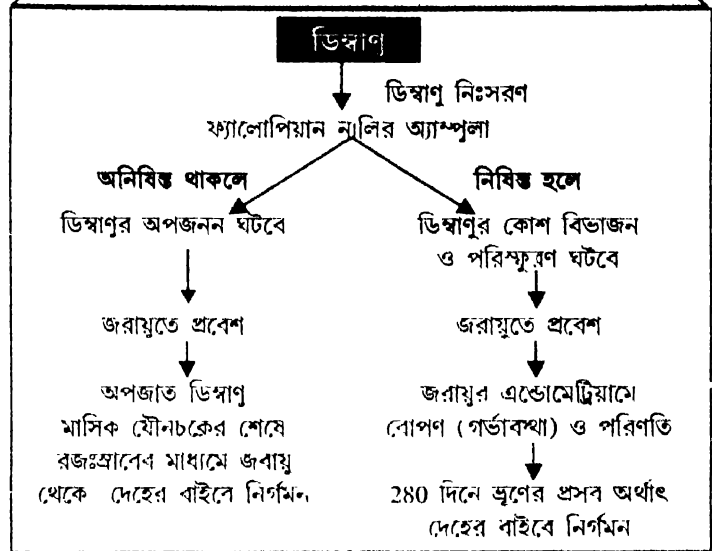 ডিম্বাণু
ডিম্বাণু নিঃসরণ
ফ্যালোপিয়ান নালির অ্যাম্পুলা
অনিষিক্ত থাকলে
ডিম্বাণুর অপজনন ঘটবে
জরায়ুতে প্রবেশ
অপজাত ডিম্বাণু
মাসিক যৌনচক্রের শেষে
রজঃস্রাবের মাধ্যমে জরায়ু
থেকে দেহের বাইরে নির্গমন
নিষিক্ত হলে
ডিম্বাণুর কোশ বিভাজন
ও পরিস্ফুরণ ঘটবে
জরায়ুতে প্রবেশ
জরায়ুর এন্ডোমেট্রিয়ামে
রোপণ (গর্ভাবস্থা) ও পরিণতি
280 দিনে ভ্রূণের প্রসব অর্থাৎ
দেহের বাইরে নির্গমন